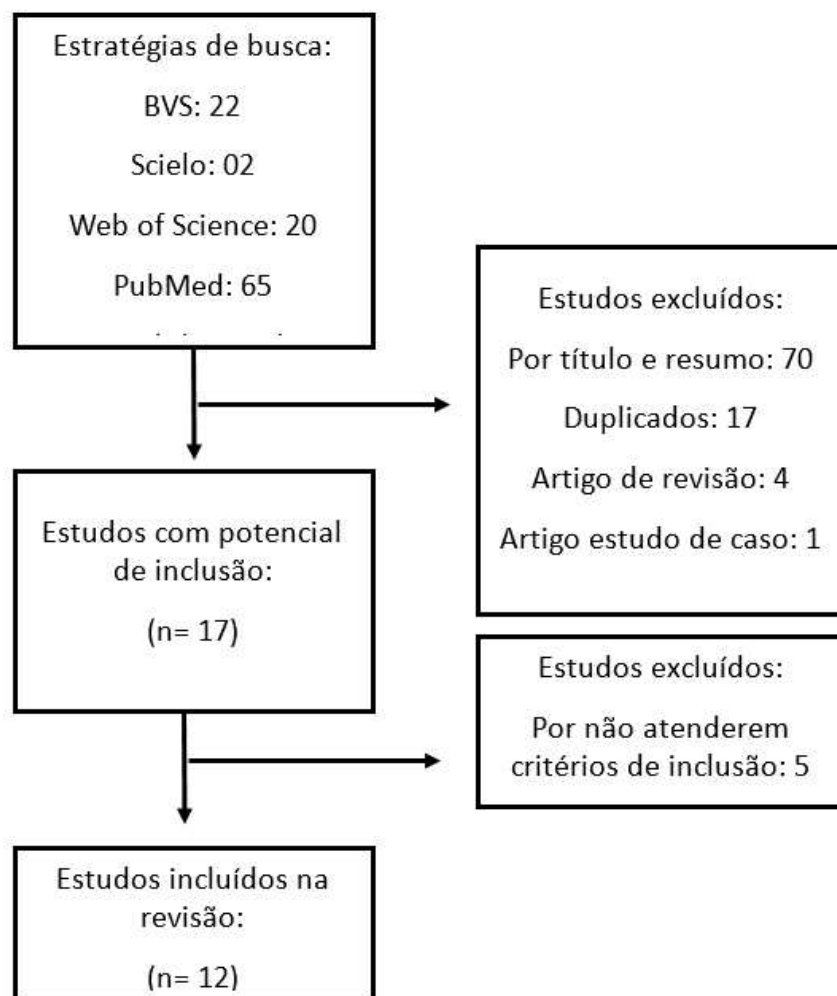 Estratégias de busca:
BVS: 22
Scielo: 02
Web of Science: 20
PubMed: 65
Estudos excluídos:
Por título e resumo: 70
Duplicados: 17
Artigo de revisão: 4
Artigo estudo de caso: 1
Estudos com potencial
de inclusão:
(n= 17)
Estudos excluídos:
Por não atenderem
critérios de inclusão: 5
Estudos incluídos na
revisão:
(n= 12)